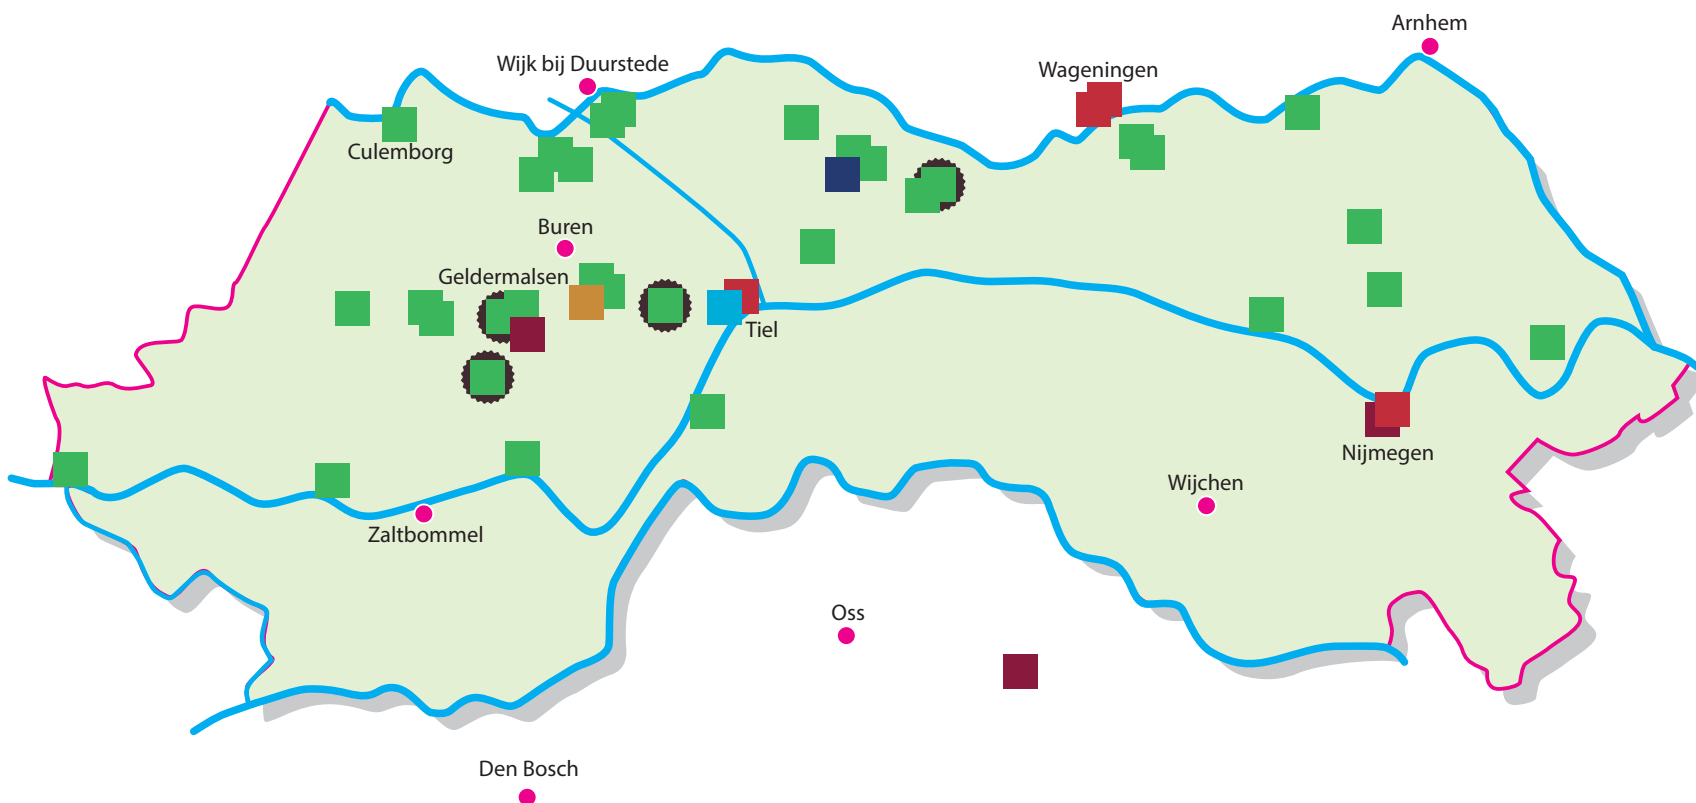 Arnhem
Wijk bij Duurstede
Wageningen
Culemborg
Buren
Geldermalsen
Tiel
Nijmegen
Wijchen
Zaltbommel
Oss
Den Bosch